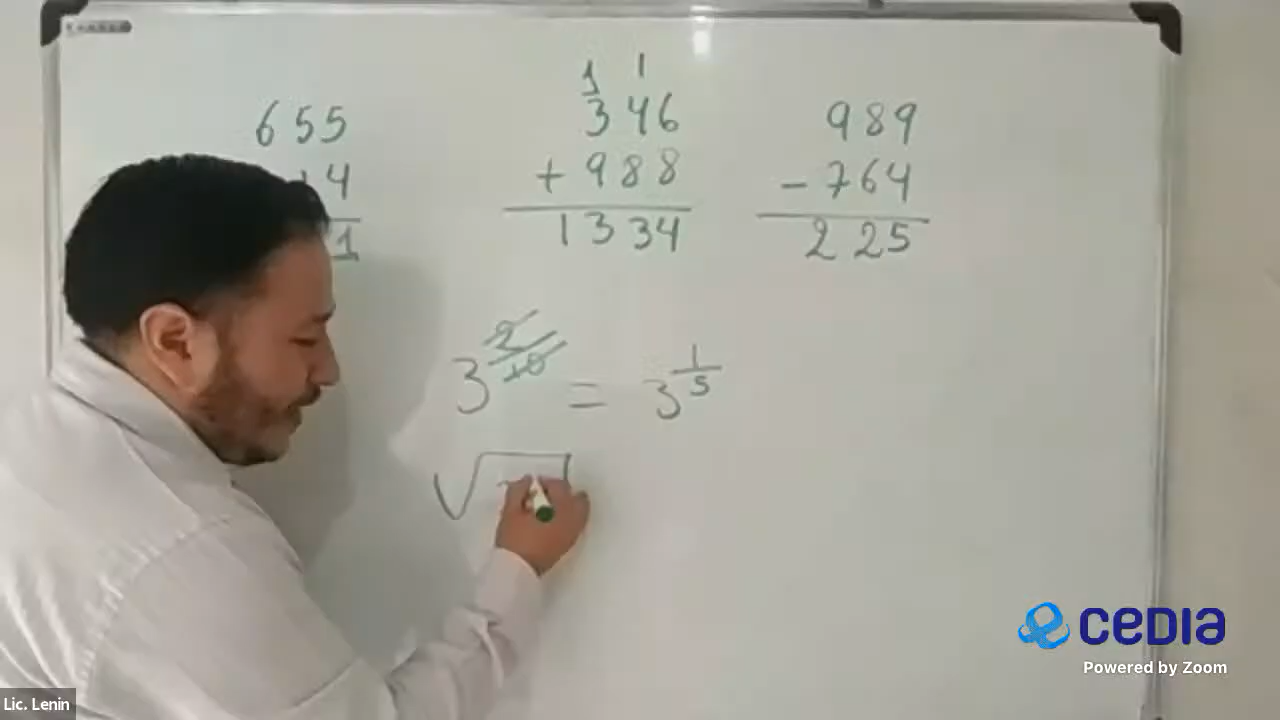 655
14
1
1 1
346
+ 988
1334
989
- 764
225
3^(2/10) = 3^(1/5)
√
CEDIA
Powered by Zoom
Lic. Lenin